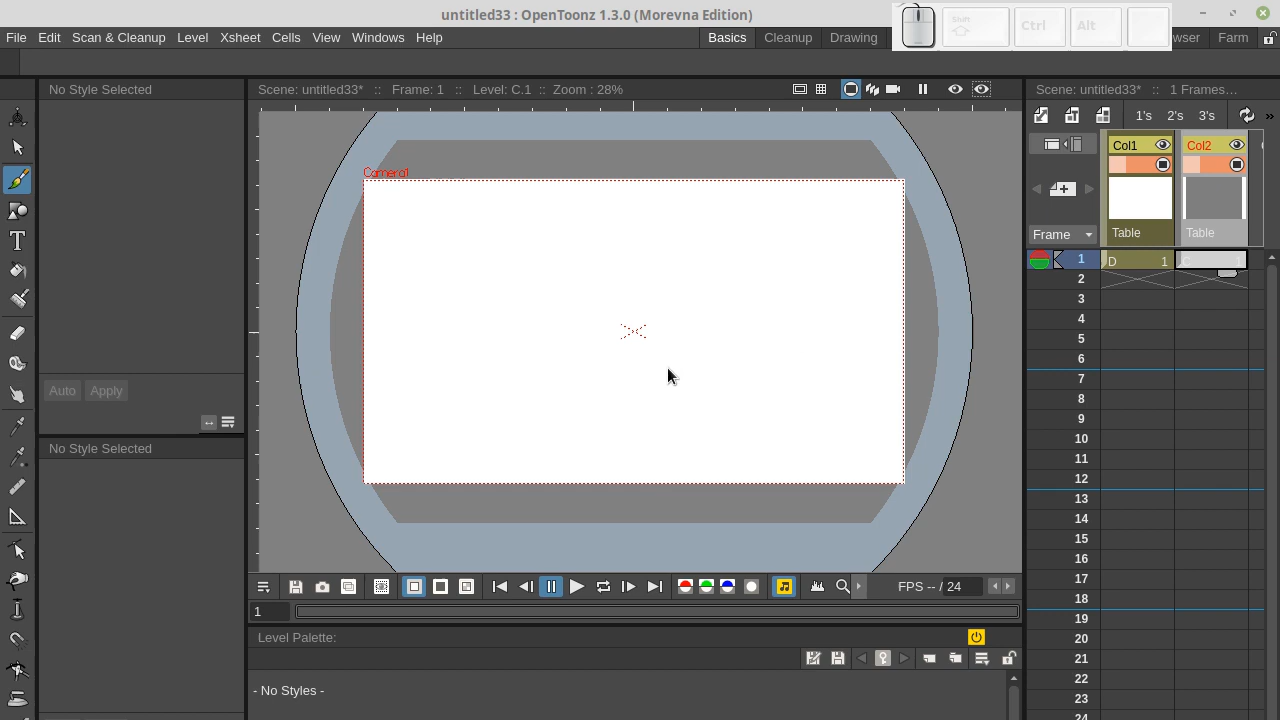 untitled33 : OpenToonz 1.3.0 (Morevna Edition)
Shift Ctrl Alt
File Edit Scan & Cleanup Level Xsheet Cells View Windows Help Basics Cleanup Drawing wser Farm
No Style Selected
Scene: untitled33* :: Frame: 1 :: Level: C.1 :: Zoom : 28%
Scene: untitled33* :: 1 Frames...
1's 2's 3's »
Col1 Col2
Camera1
Table Table
Frame
1 D 1 C 1
2
3
4
5
6
7
8
9
10
11
12
13
14
15
16
17
18
19
20
21
22
23
24
Auto Apply
No Style Selected
FPS -- / 24
1
Level Palette:
- No Styles -